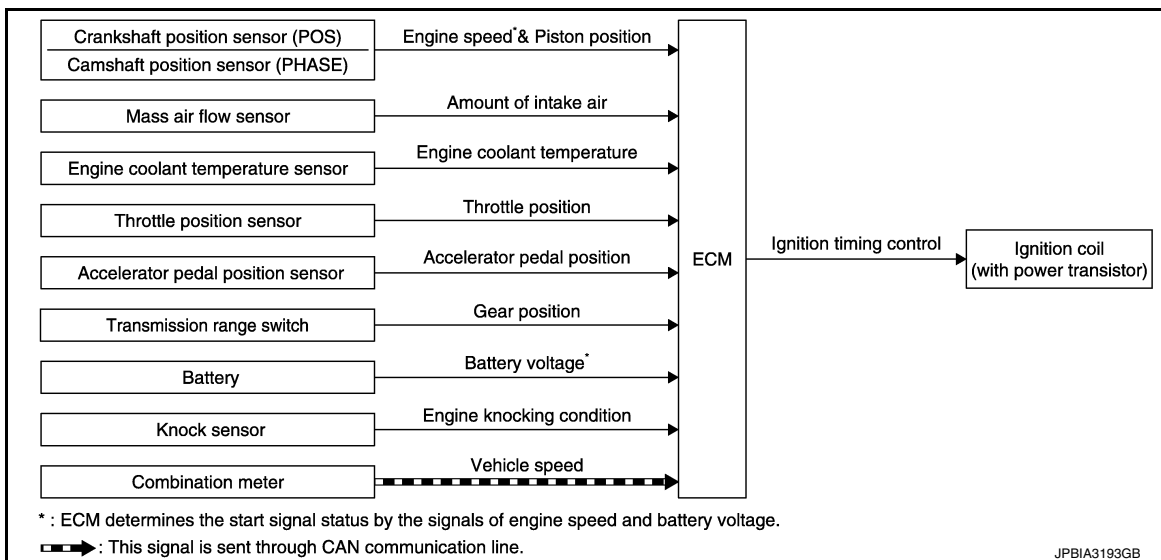 Crankshaft position sensor (POS)
Camshaft position sensor (PHASE)
Engine speed*& Piston position
Mass air flow sensor
Amount of intake air
Engine coolant temperature sensor
Engine coolant temperature
Throttle position sensor
Throttle position
Accelerator pedal position sensor
Accelerator pedal position
Transmission range switch
Gear position
Battery
Battery voltage*
Knock sensor
Engine knocking condition
Combination meter
Vehicle speed
ECM
Ignition timing control
Ignition coil
(with power transistor)
* : ECM determines the start signal status by the signals of engine speed and battery voltage.
: This signal is sent through CAN communication line.
JPBIA3193GB